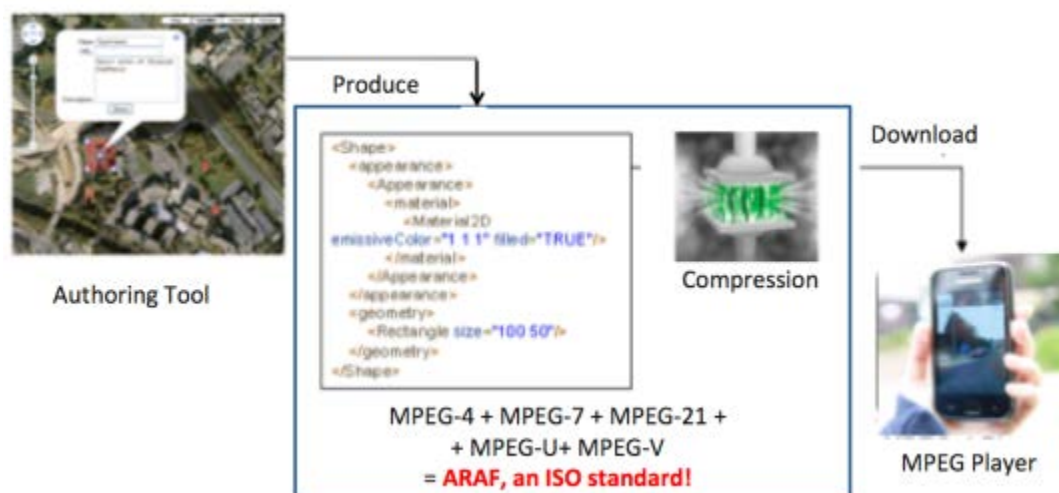 Produce
Download
<Shape>
<appearance>
<Appearance>
<material>
<Material2D
emissiveColor="1 1 1" filled="TRUE"/>
</material>
</Appearance>
</appearance>
<geometry>
<Rectangle size="100 50"/>
</geometry>
</Shape>
Compression
Authoring Tool
MPEG-4 + MPEG-7 + MPEG-21 +
+ MPEG-U+ MPEG-V
= ARAF, an ISO standard!
MPEG Player